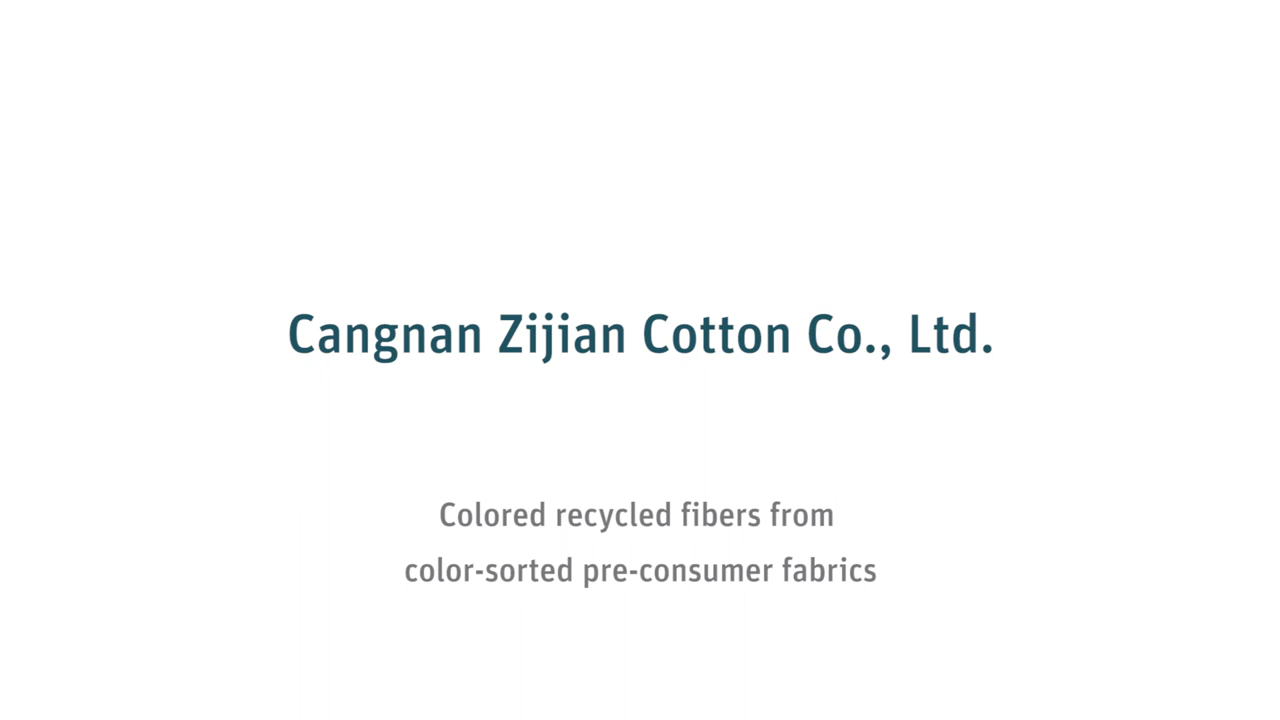 Cangnan Zijian Cotton Co., Ltd.
Colored recycled fibers from
color-sorted pre-consumer fabrics